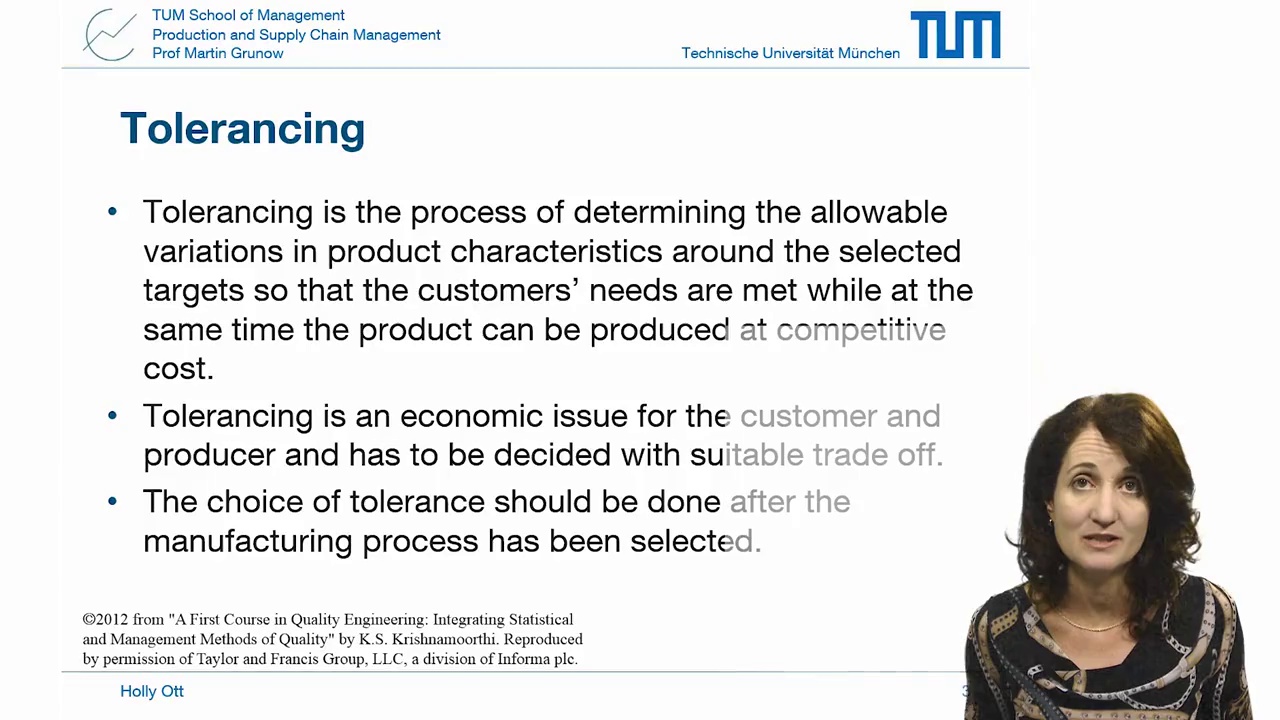 TUM School of Management
Production and Supply Chain Management
Prof Martin Grunow
Technische Universität München
TUM
Tolerancing
• Tolerancing is the process of determining the allowable
variations in product characteristics around the selected
targets so that the customers’ needs are met while at the
same time the product can be produced at competitive
cost.
• Tolerancing is an economic issue for the customer and
producer and has to be decided with suitable trade off.
• The choice of tolerance should be done after the
manufacturing process has been selected.
©2012 from "A First Course in Quality Engineering: Integrating Statistical
and Management Methods of Quality" by K.S. Krishnamoorthi. Reproduced
by permission of Taylor and Francis Group, LLC, a division of Informa plc.
Holly Ott